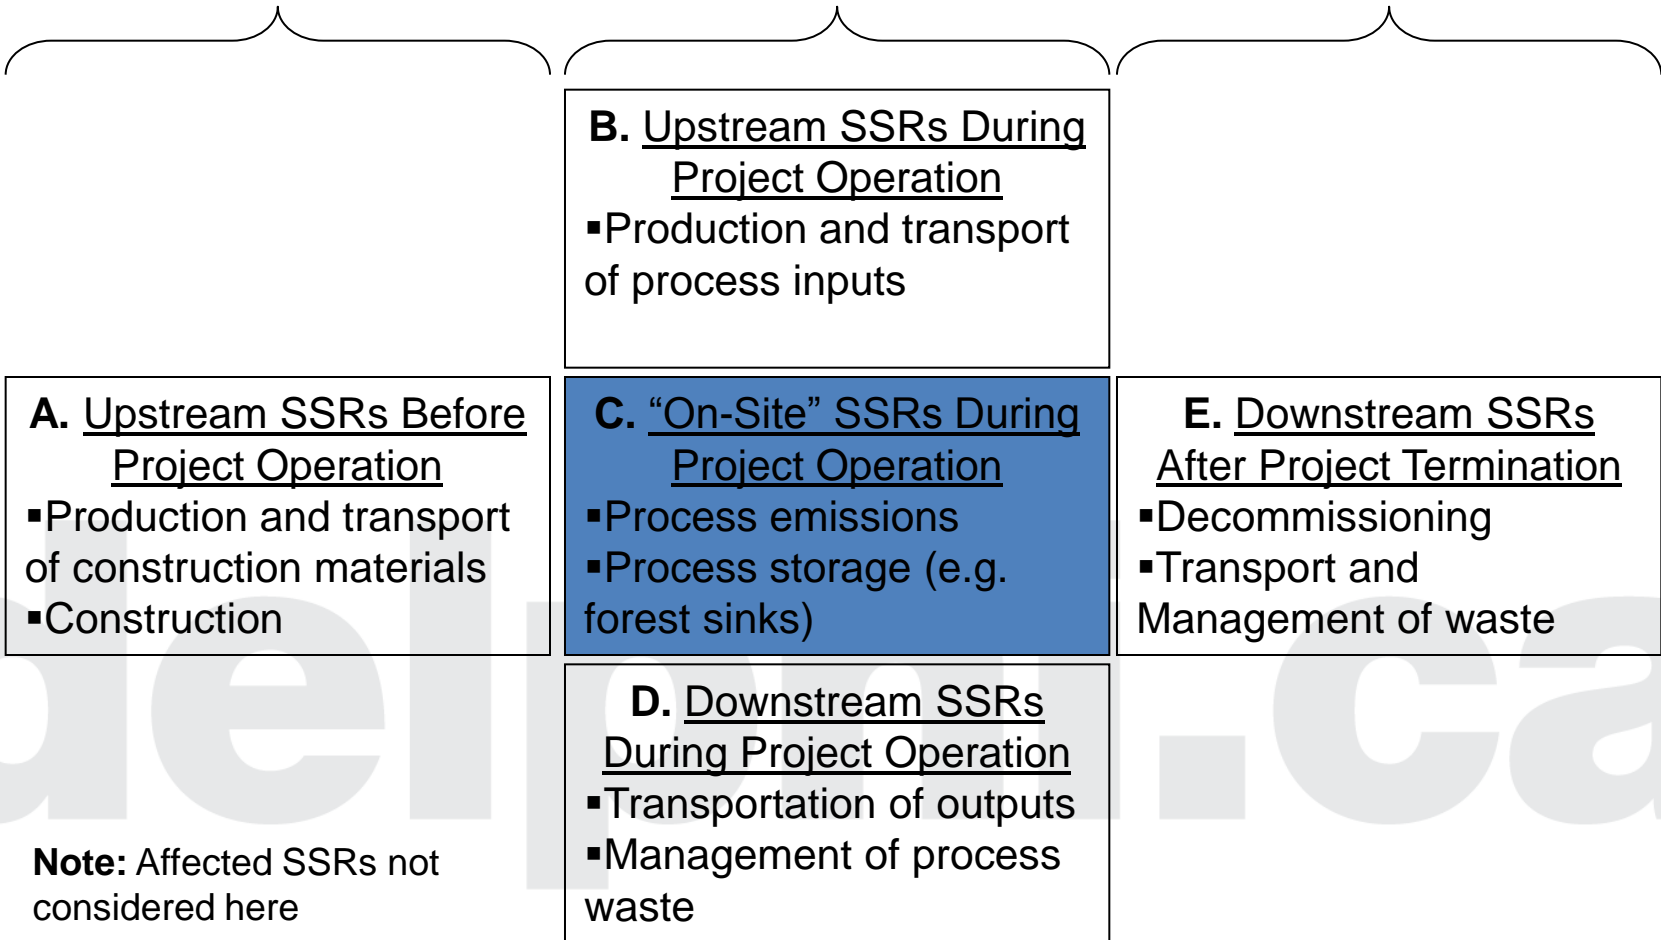 B. Upstream SSRs During
Project Operation
▪Production and transport
of process inputs
A. Upstream SSRs Before
Project Operation
▪Production and transport
of construction materials
▪Construction
C. “On-Site” SSRs During
Project Operation
▪Process emissions
▪Process storage (e.g.
forest sinks)
E. Downstream SSRs
After Project Termination
▪Decommissioning
▪Transport and
Management of waste
D. Downstream SSRs
During Project Operation
▪Transportation of outputs
▪Management of process
waste
Note: Affected SSRs not
considered here
delphi.ca